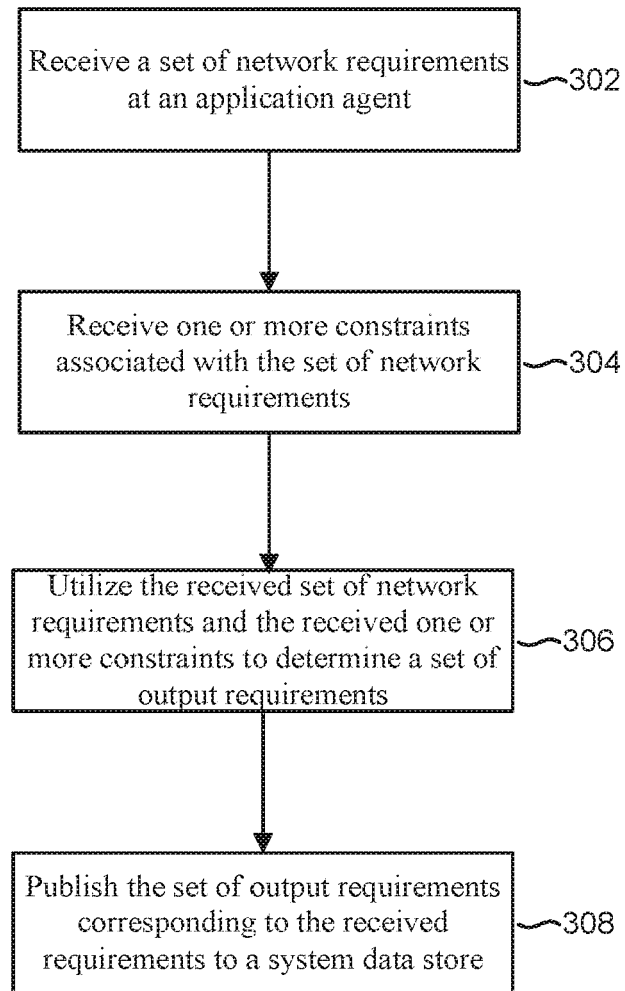 Receive a set of network requirements
at an application agent
302
Receive one or more constraints
associated with the set of network
requirements
304
Utilize the received set of network
requirements and the received one or
more constraints to determine a set of
output requirements
306
Publish the set of output requirements
corresponding to the received
requirements to a system data store
308